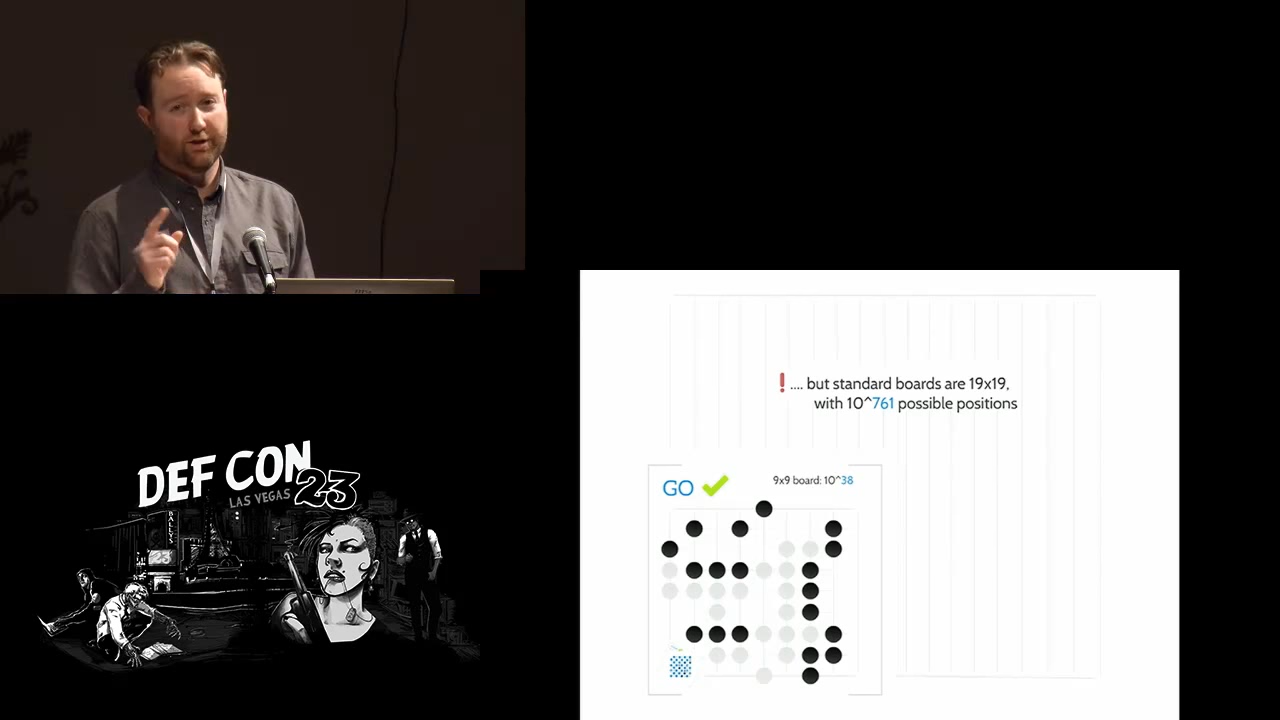 ! .... but standard boards are 19x19,
with 10^761 possible positions
GO
9x9 board: 10^38
DEF CON
LAS VEGAS 23
BALLY'S